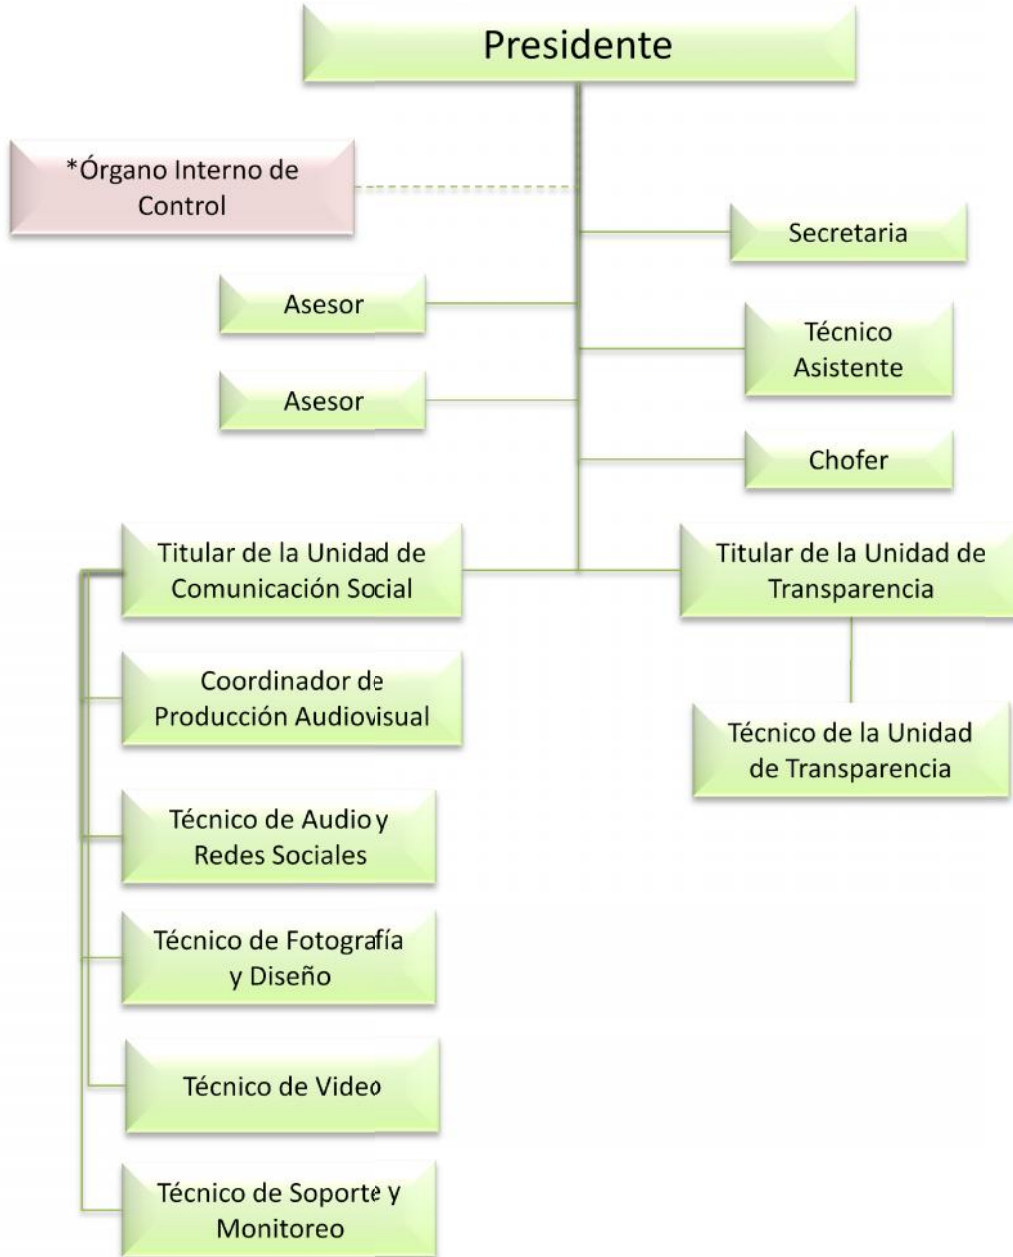 Presidente
*Órgano Interno de
Control
Secretaria
Asesor
Técnico
Asistente
Asesor
Chofer
Titular de la Unidad de
Comunicación Social
Titular de la Unidad de
Transparencia
Coordinador de
Producción Audiovisual
Técnico de la Unidad
de Transparencia
Técnico de Audio y
Redes Sociales
Técnico de Fotografía
y Diseño
Técnico de Video
Técnico de Soporte y
Monitoreo